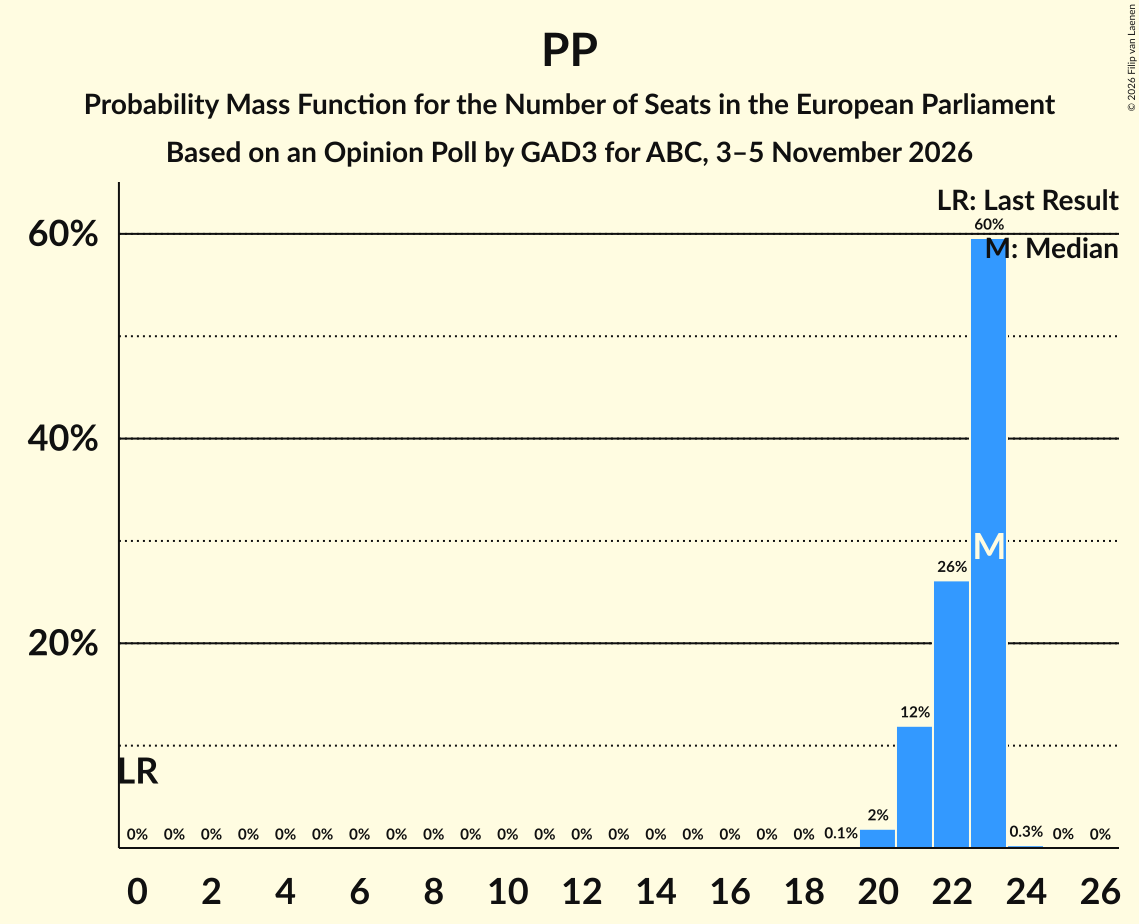 PP
Probability Mass Function for the Number of Seats in the European Parliament
Based on an Opinion Poll by GAD3 for ABC, 3–5 November 2026
© 2026 Filip van Laenen
LR: Last Result
M: Median
60%
40%
20%
60%
M
26%
12%
LR
0% 0% 0% 0% 0% 0% 0% 0% 0% 0% 0% 0% 0% 0% 0% 0% 0% 0% 0% 0.1% 2% 0.3% 0% 0%
0 2 4 6 8 10 12 14 16 18 20 22 24 26